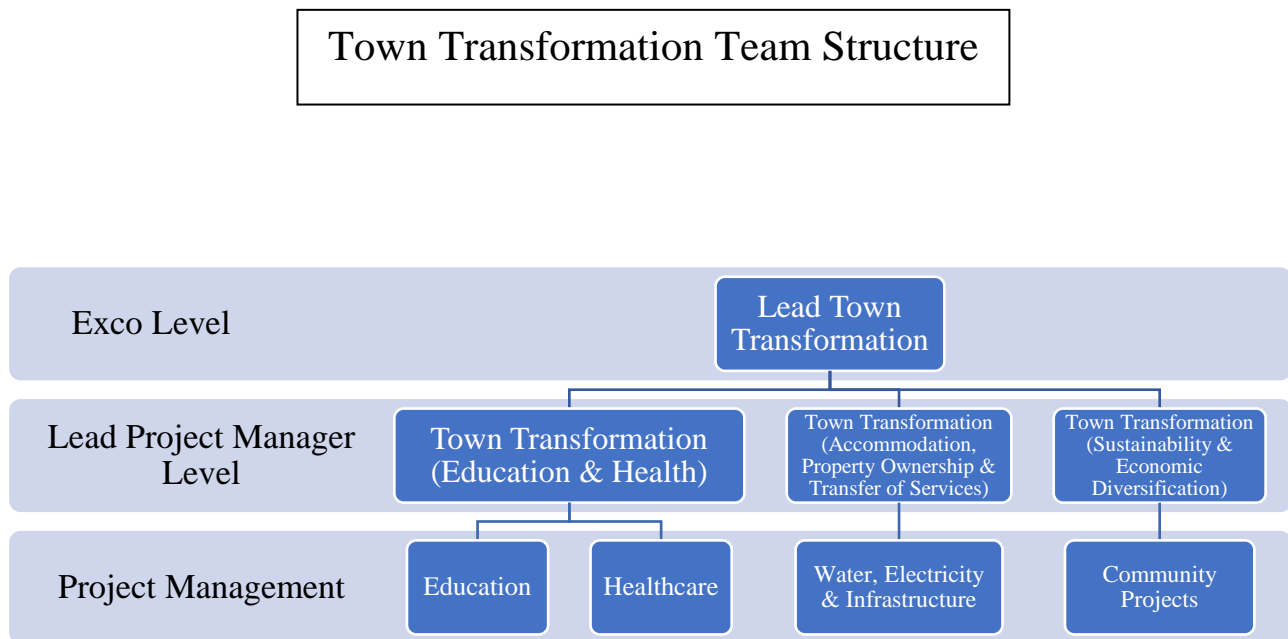 Town Transformation Team Structure
Exco Level
Lead Town
Transformation
Lead Project Manager
Level
Town Transformation
(Education & Health)
Town Transformation
(Accommodation,
Property Ownership &
Transfer of Services)
Town Transformation
(Sustainability &
Economic
Diversification)
Project Management
Education
Healthcare
Water, Electricity
& Infrastructure
Community
Projects